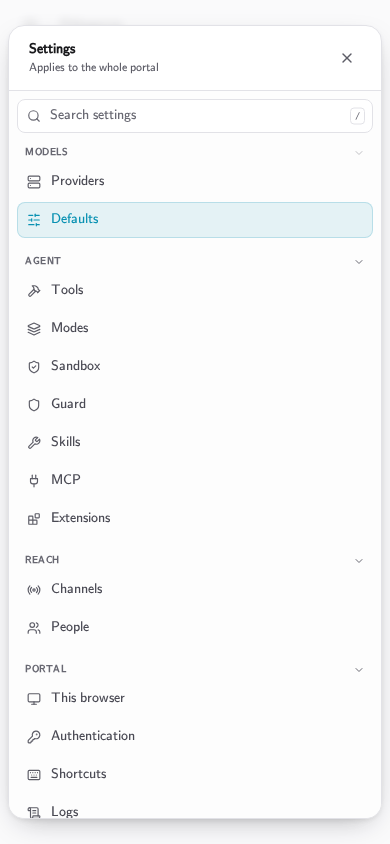 Settings
Applies to the whole portal
Search settings /
MODELS
Providers
Defaults
AGENT
Tools
Modes
Sandbox
Guard
Skills
MCP
Extensions
REACH
Channels
People
PORTAL
This browser
Authentication
Shortcuts
Logs